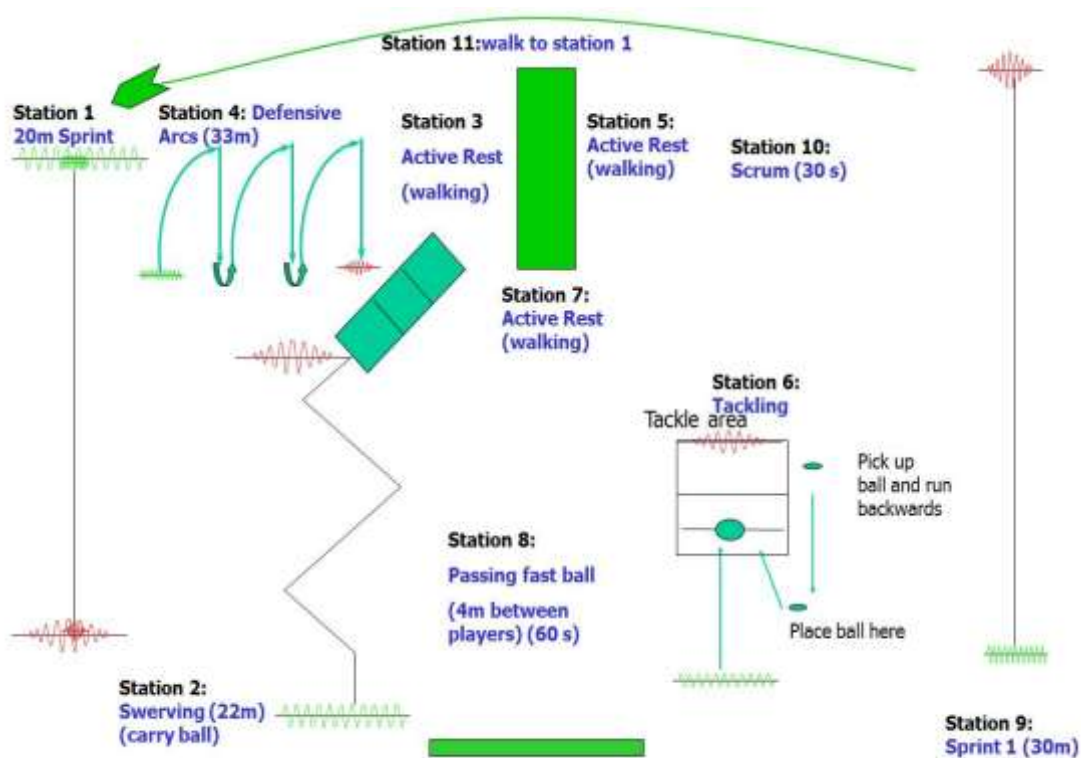 Station 11:walk to station 1
Station 1
20m Sprint
Station 4: Defensive
Arcs (33m)
Station 3
Active Rest
(walking)
Station 5:
Active Rest
(walking)
Station 10:
Scrum (30 s)
Station 7:
Active Rest
(walking)
Station 6:
Tackling
Tackle area
Pick up
ball and run
backwards
Station 8:
Passing fast ball
(4m between
players) (60 s)
Place ball here
Station 2:
Swerving (22m)
(carry ball)
Station 9:
Sprint 1 (30m)